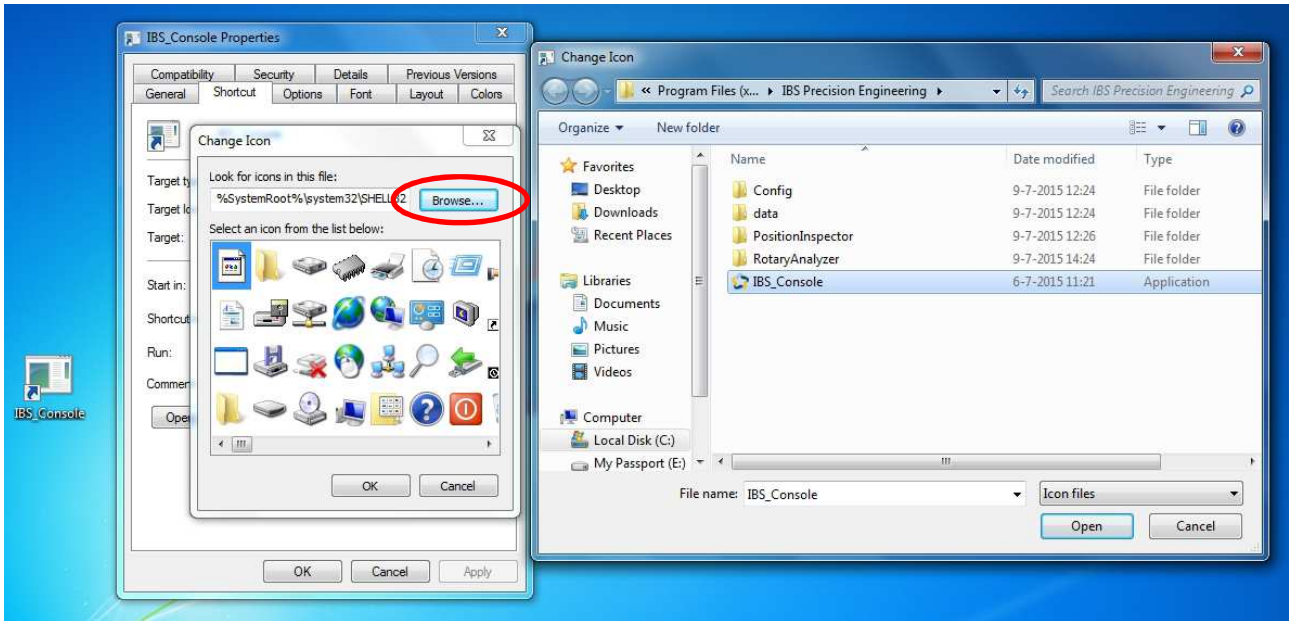 IBS_Console
IBS_Console Properties
Compatibility Security Details Previous Versions
General Shortcut Options Font Layout Colors
Target ty
Target lo
Target:
Start in:
Shortcut
Run:
Commen
Ope
OK Cancel Apply
Change Icon
Look for icons in this file:
%SystemRoot%\system32\SHELL32
Browse...
Select an icon from the list below:
OK Cancel
Change Icon
« Program Files (x... IBS Precision Engineering
Search IBS Precision Engineering
Organize New folder
Favorites
Desktop
Downloads
Recent Places
Libraries
Documents
Music
Pictures
Videos
Computer
Local Disk (C:)
My Passport (E:)
Name Date modified Type
Config 9-7-2015 12:24 File folder
data 9-7-2015 12:24 File folder
PositionInspector 9-7-2015 12:26 File folder
RotaryAnalyzer 9-7-2015 14:24 File folder
IBS_Console 6-7-2015 11:21 Application
File name: IBS_Console Icon files
Open Cancel